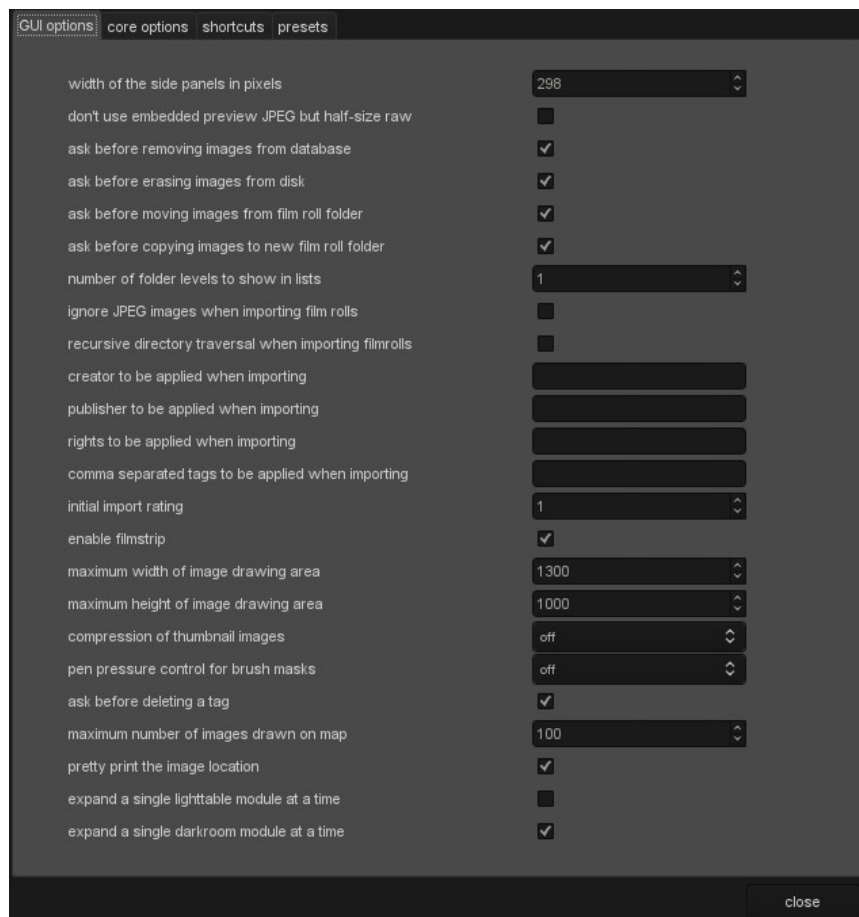 GUI options core options shortcuts presets
width of the side panels in pixels 298
don't use embedded preview JPEG but half-size raw
ask before removing images from database
ask before erasing images from disk
ask before moving images from film roll folder
ask before copying images to new film roll folder
number of folder levels to show in lists 1
ignore JPEG images when importing film rolls
recursive directory traversal when importing filmrolls
creator to be applied when importing
publisher to be applied when importing
rights to be applied when importing
comma separated tags to be applied when importing
initial import rating 1
enable filmstrip
maximum width of image drawing area 1300
maximum height of image drawing area 1000
compression of thumbnail images off
pen pressure control for brush masks off
ask before deleting a tag
maximum number of images drawn on map 100
pretty print the image location
expand a single lighttable module at a time
expand a single darkroom module at a time
close